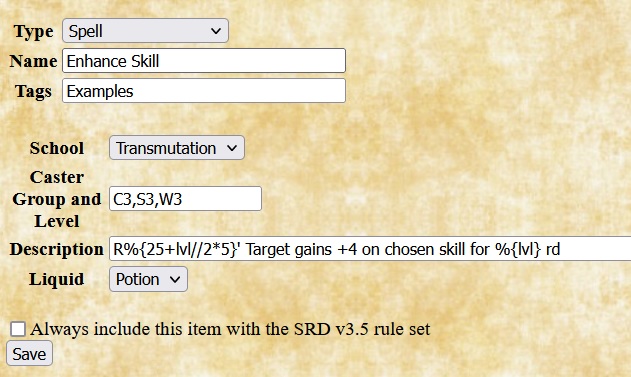 Type Spell
Name Enhance Skill
Tags Examples
School Transmutation
Caster
Group and
Level C3,S3,W3
Description R%{25+lvl//2*5}' Target gains +4 on chosen skill for %{lvl} rd
Liquid Potion
Always include this item with the SRD v3.5 rule set
Save